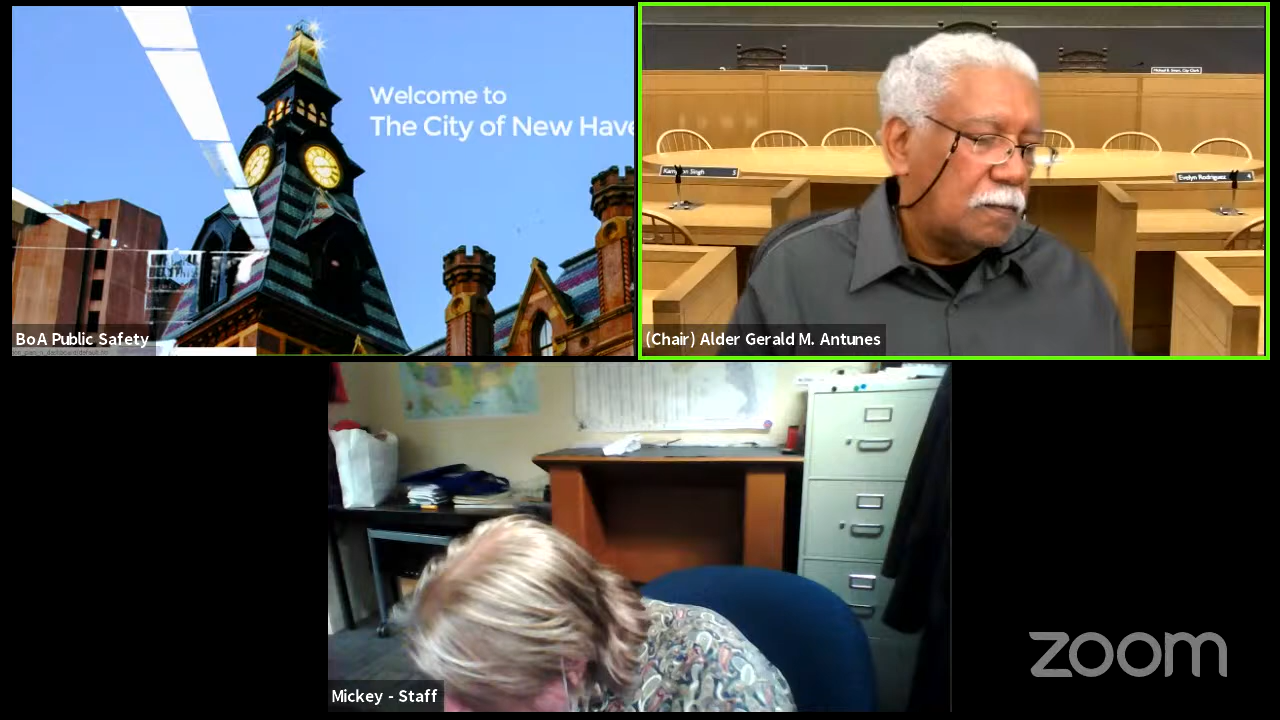 Welcome to
The City of New Have
BoA Public Safety
Evelyn Rodriguez 4
(Chair) Alder Gerald M. Antunes
Mickey - Staff
zoom